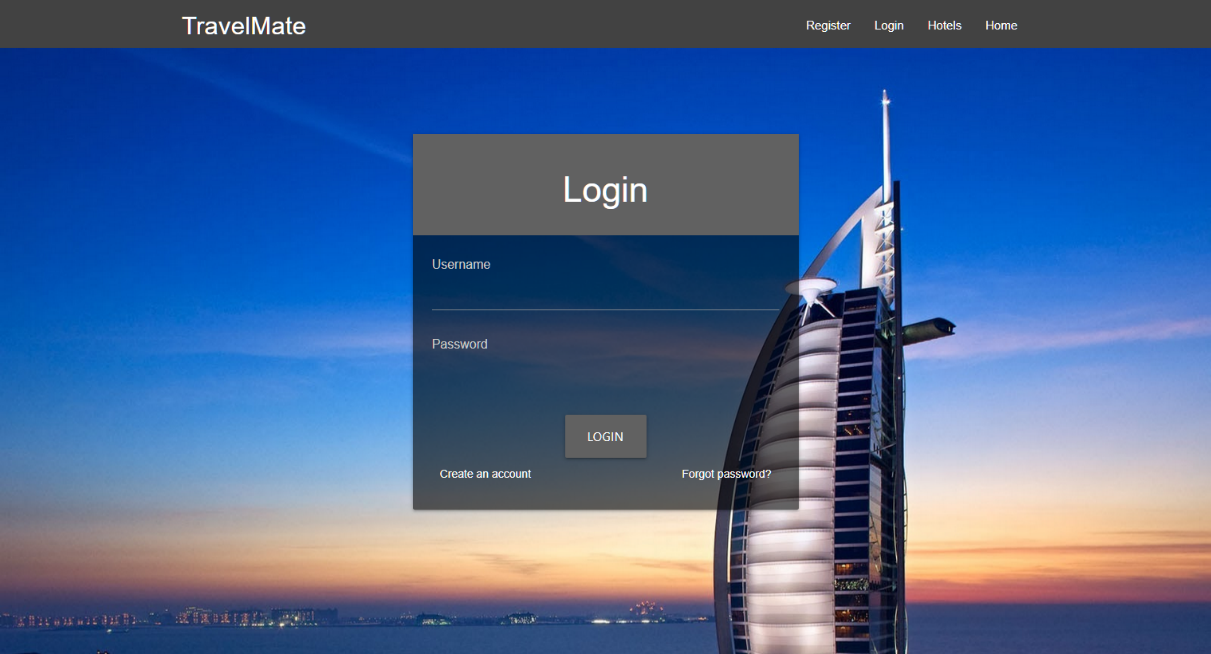 TravelMate
Register Login Hotels Home
Login
Username
Password
LOGIN
Create an account Forgot password?